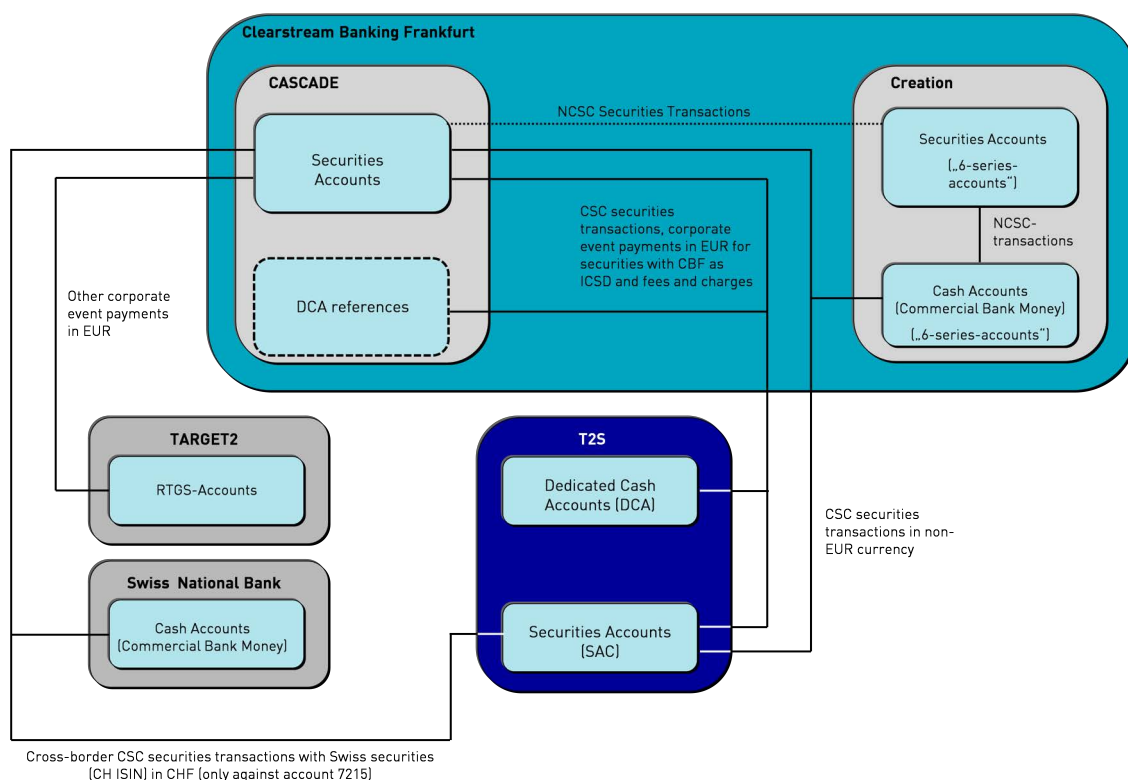 Clearstream Banking Frankfurt
CASCADE
Creation
NCSC Securities Transactions
Securities
Accounts
Securities Accounts
(„6-series-
accounts“)
CSC securities
transactions, corporate
event payments in EUR for
securities with CBF as
ICSD and fees and charges
NCSC-
transactions
DCA references
Cash Accounts
(Commercial Bank Money)
(„6-series-accounts“)
Other corporate
event payments
in EUR
TARGET2
RTGS-Accounts
T2S
Dedicated Cash
Accounts (DCA)
CSC securities
transactions in non-
EUR currency
Swiss National Bank
Cash Accounts
(Commercial Bank Money)
Securities Accounts
(SAC)
Cross-border CSC securities transactions with Swiss securities
(CH ISIN) in CHF (only against account 7215)